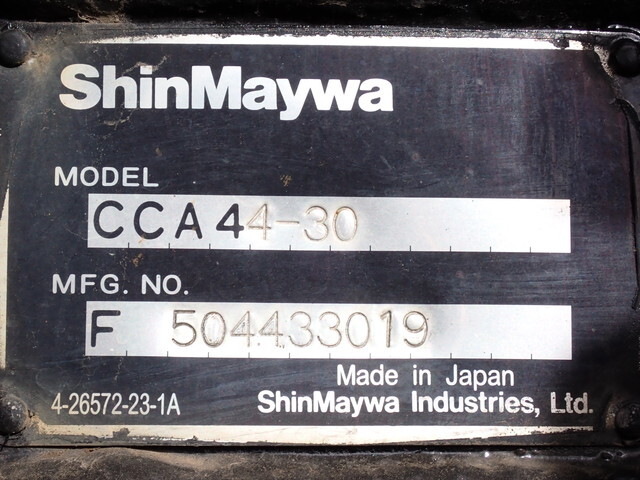 ShinMaywa
MODEL
CCA44-30
MFG. NO.
F 504433019
Made in Japan
4-26572-23-1A
ShinMaywa Industries, Ltd.